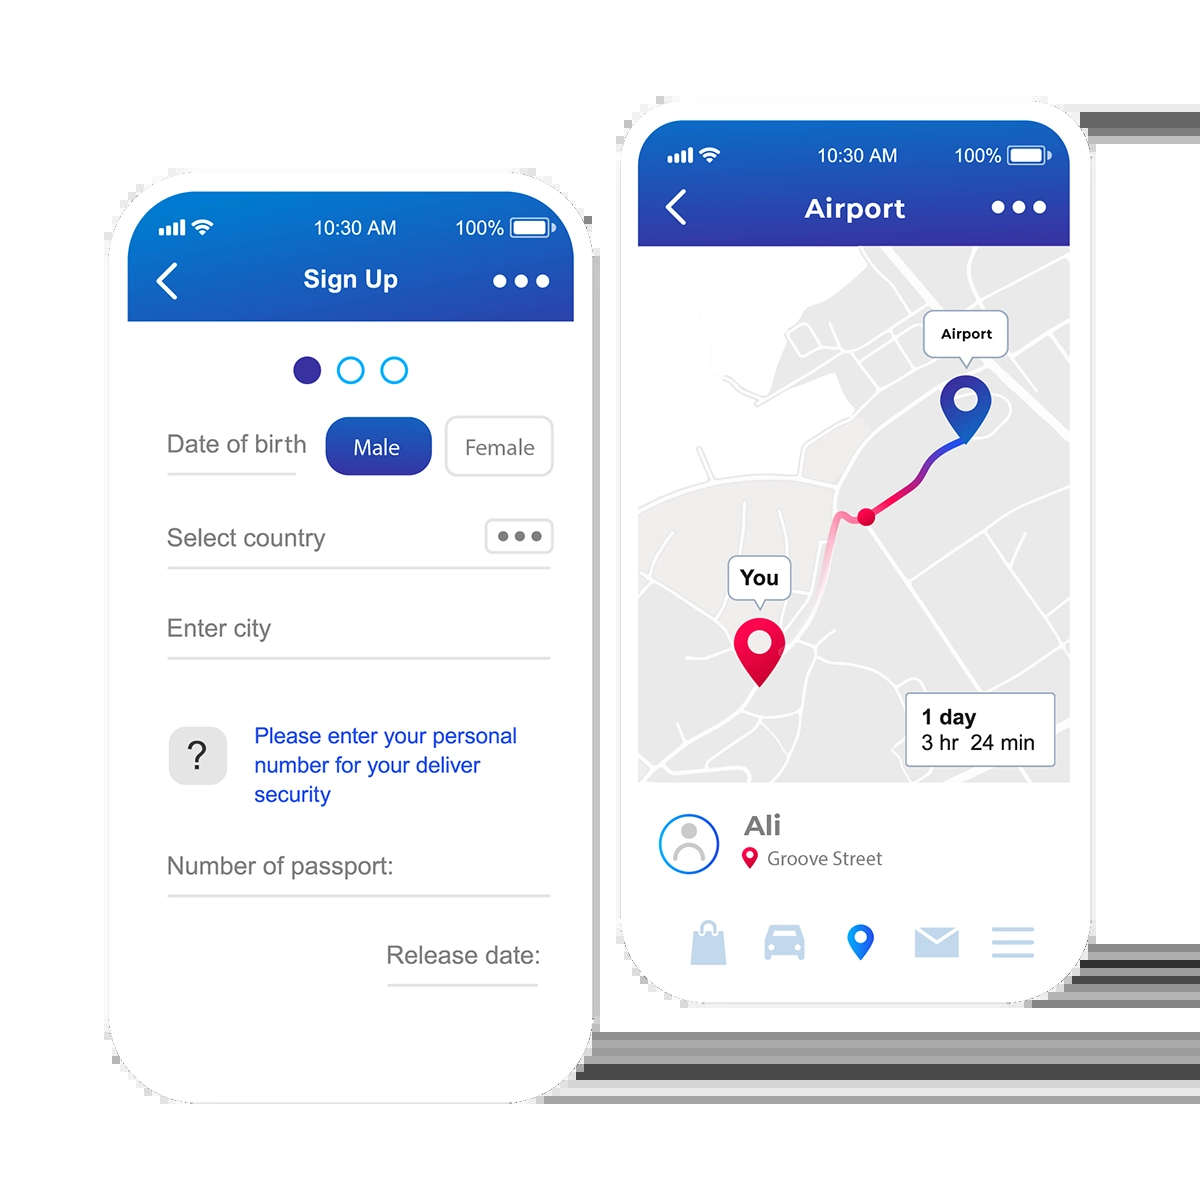 10:30 AM 100%
Sign Up
Date of birth Male Female
Select country
Enter city
?
Please enter your personal
number for your deliver
security
Number of passport:
Release date:
10:30 AM 100%
Airport
Airport
You
1 day
3 hr 24 min
Ali
Groove Street